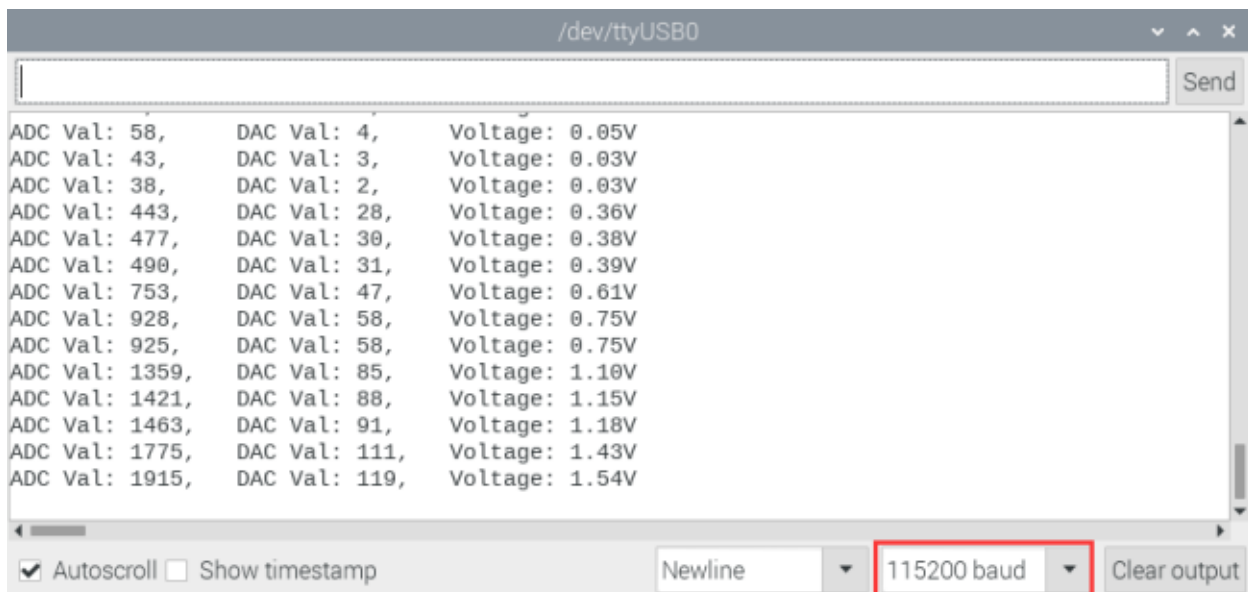 /dev/ttyUSB0
Send
ADC Val: 58, DAC Val: 4, Voltage: 0.05V
ADC Val: 43, DAC Val: 3, Voltage: 0.03V
ADC Val: 38, DAC Val: 2, Voltage: 0.03V
ADC Val: 443, DAC Val: 28, Voltage: 0.36V
ADC Val: 477, DAC Val: 30, Voltage: 0.38V
ADC Val: 490, DAC Val: 31, Voltage: 0.39V
ADC Val: 753, DAC Val: 47, Voltage: 0.61V
ADC Val: 928, DAC Val: 58, Voltage: 0.75V
ADC Val: 925, DAC Val: 58, Voltage: 0.75V
ADC Val: 1359, DAC Val: 85, Voltage: 1.10V
ADC Val: 1421, DAC Val: 88, Voltage: 1.15V
ADC Val: 1463, DAC Val: 91, Voltage: 1.18V
ADC Val: 1775, DAC Val: 111, Voltage: 1.43V
ADC Val: 1915, DAC Val: 119, Voltage: 1.54V
Autoscroll Show timestamp Newline 115200 baud Clear output